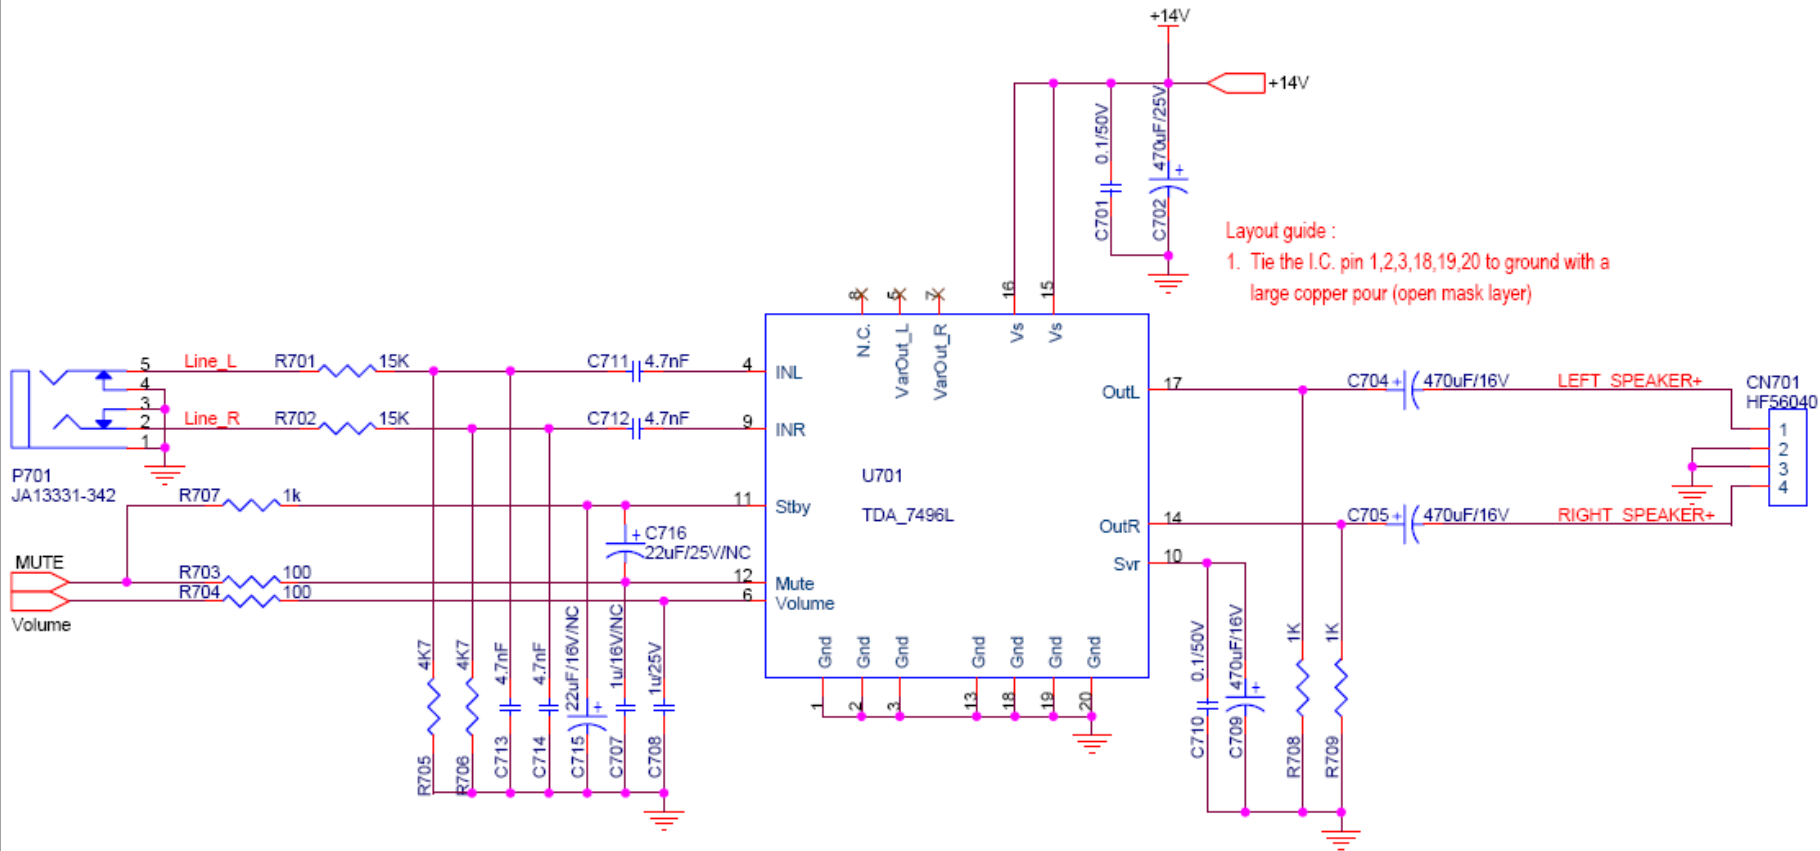 +14V
+14V
0.1/50V
470uF/25V
+
C701
C702
Layout guide :
1. Tie the I.C. pin 1,2,3,18,19,20 to ground with a
large copper pour (open mask layer)
8
5
7
16
15
N.C.
VarOut_L
VarOut_R
Vs
Vs
5
4
3
2
1
Line_L
R701
15K
C711
4.7nF
4
INL
Line_R
R702
15K
C712
4.7nF
9
INR
P701
JA13331-342
R707
1k
11
Stby
U701
TDA_7496L
OutL
17
C704
+
470uF/16V
LEFT SPEAKER+
CN701
HF56040
1
2
3
4
OutR
14
C705
+
470uF/16V
RIGHT SPEAKER+
Svr
10
+
C716
22uF/25V/NC
MUTE
R703
100
12
Mute
R704
100
6
Volume
Volume
4K7
4K7
4.7nF
4.7nF
22uF/16V/NC
+
1u/16V/NC
1u/25V
R705
R706
C713
C714
C715
C707
C708
Gnd
Gnd
Gnd
Gnd
Gnd
Gnd
Gnd
1
2
3
13
18
19
20
0.1/50V
470uF/16V
+
1K
1K
C710
C709
R708
R709